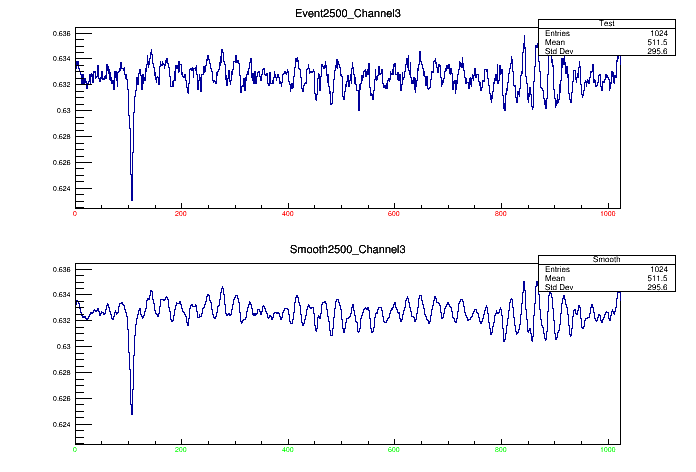 Event2500_Channel3
Test
Entries 1024
Mean 511.5
Std Dev 295.6
0.636
0.634
0.632
0.63
0.628
0.626
0.624
0 200 400 600 800 1000
Smooth2500_Channel3
Smooth
Entries 1024
Mean 511.5
Std Dev 295.6
0.636
0.634
0.632
0.63
0.628
0.626
0.624
0 200 400 600 800 1000